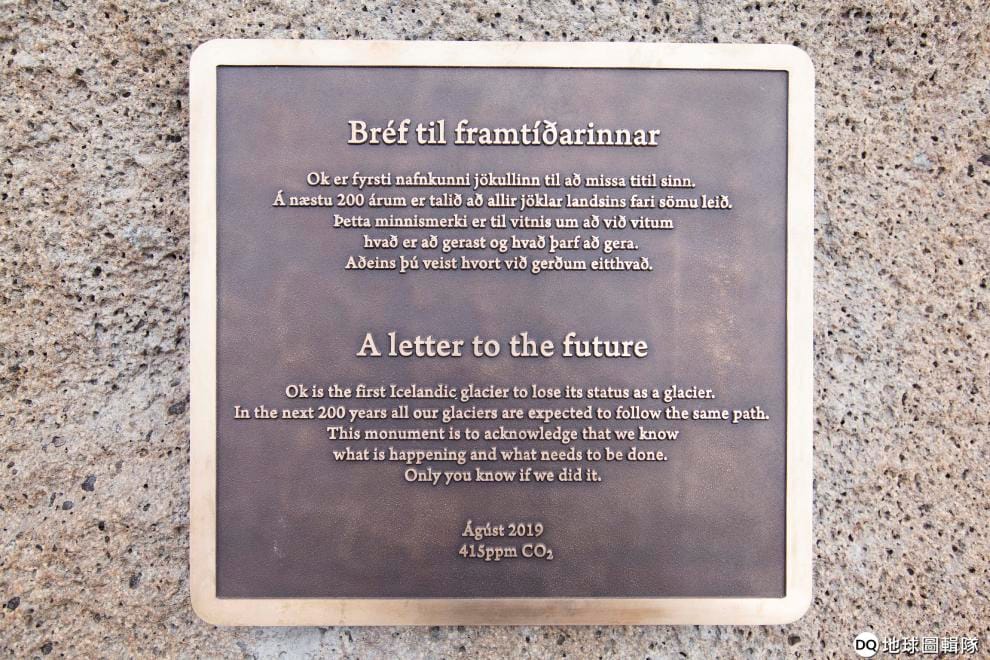 Bréf til framtíðarinnar
Ok er fyrsti nafnkunni jökullinn til að missa titil sinn.
Á næstu 200 árum er talið að allir jöklar landsins fari sömu leið.
Þetta minnismerki er til vitnis um að við vitum
hvað er að gerast og hvað þarf að gera.
Aðeins þú veist hvort við gerðum eitthvað.
A letter to the future
Ok is the first Icelandic glacier to lose its status as a glacier.
In the next 200 years all our glaciers are expected to follow the same path.
This monument is to acknowledge that we know
what is happening and what needs to be done.
Only you know if we did it.
Ágúst 2019
415ppm CO₂
DQ 地球圖輯隊